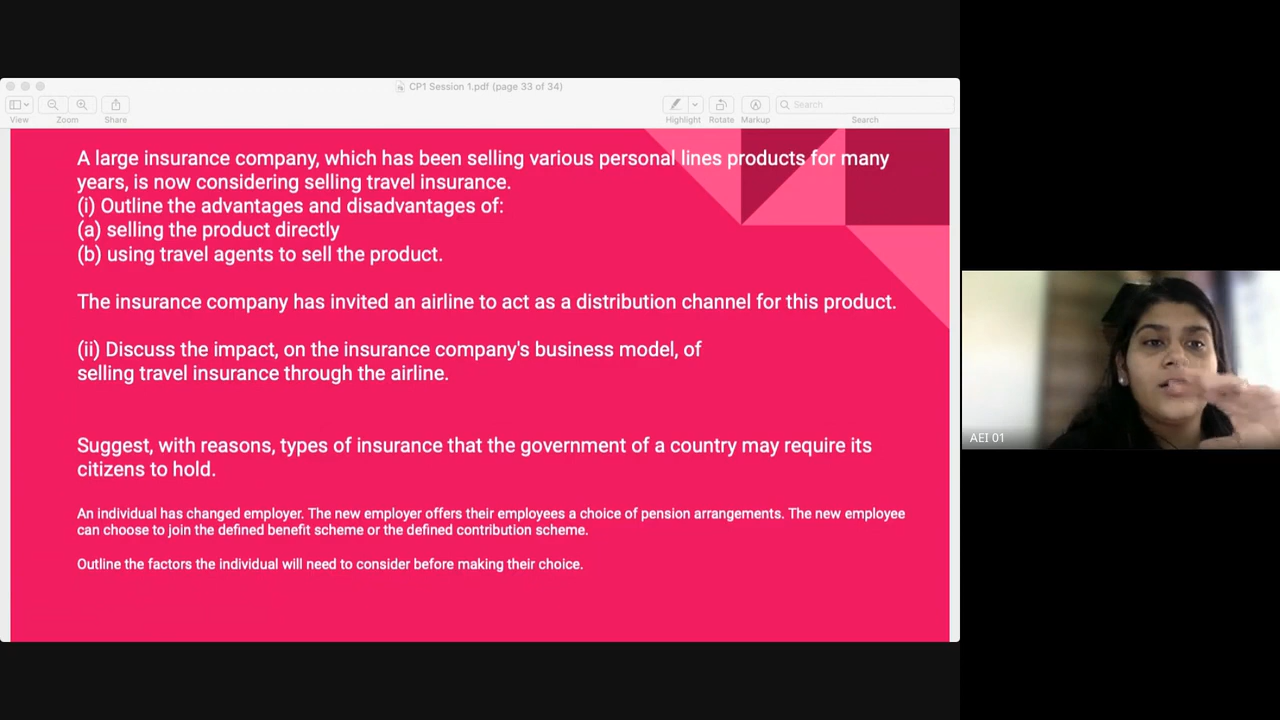 CP1 Session 1.pdf (page 33 of 34)
View
Zoom
Share
Highlight
Rotate
Markup
Search
Search
A large insurance company, which has been selling various personal lines products for many
years, is now considering selling travel insurance.
(i) Outline the advantages and disadvantages of:
(a) selling the product directly
(b) using travel agents to sell the product.
The insurance company has invited an airline to act as a distribution channel for this product.
(ii) Discuss the impact, on the insurance company's business model, of
selling travel insurance through the airline.
Suggest, with reasons, types of insurance that the government of a country may require its
citizens to hold.
An individual has changed employer. The new employer offers their employees a choice of pension arrangements. The new employee
can choose to join the defined benefit scheme or the defined contribution scheme.
Outline the factors the individual will need to consider before making their choice.
AEI 01